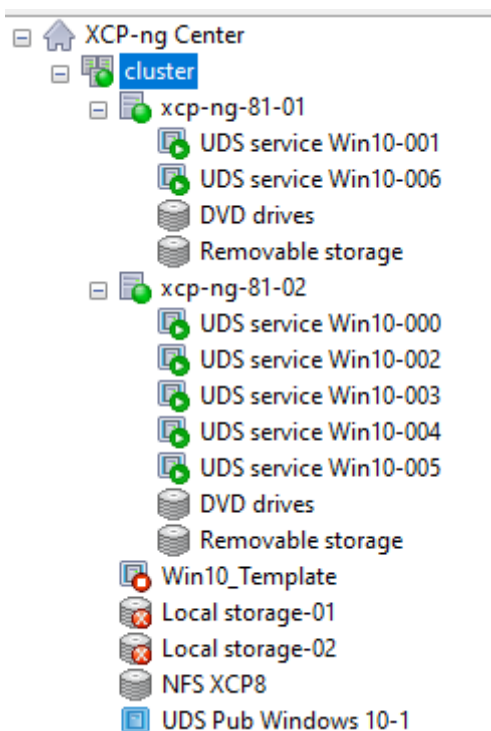 XCP-ng Center
cluster
xcp-ng-81-01
UDS service Win10-001
UDS service Win10-006
DVD drives
Removable storage
xcp-ng-81-02
UDS service Win10-000
UDS service Win10-002
UDS service Win10-003
UDS service Win10-004
UDS service Win10-005
DVD drives
Removable storage
Win10_Template
Local storage-01
Local storage-02
NFS XCP8
UDS Pub Windows 10-1